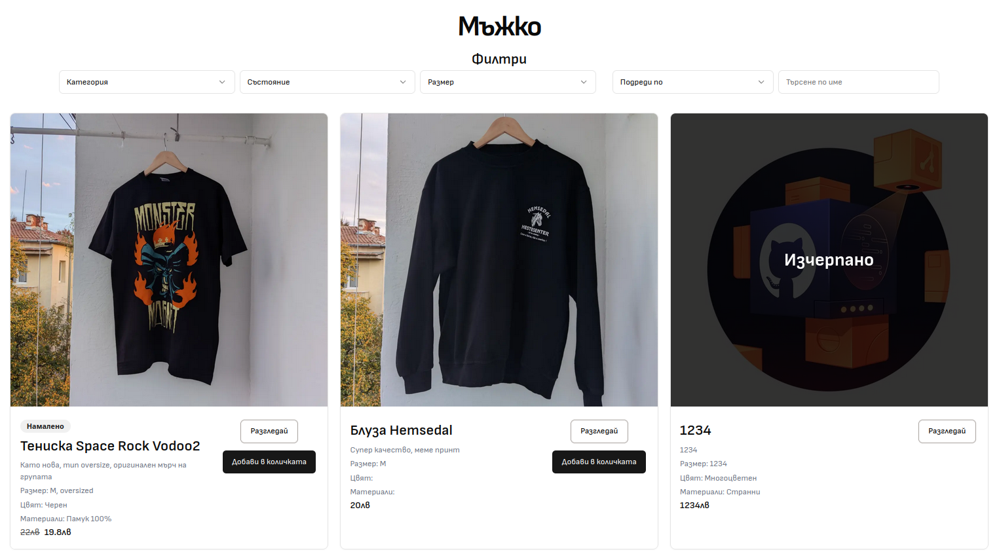 Мъжко
Филтри
Категория
Състояние
Размер
Подреди по
Търсене по име
MONSTER
HEMSEDAL
HESTESENTER
Изчерпано
Намалено
Тениска Space Rock Vodoo2
Като нова, тип oversize, оригинален мърч на
групата
Размер: M, oversized
Цвят: Черен
Материали: Памук 100%
22лв 19.8лв
Разгледай
Добави в количката
Блуза Hemsedal
Супер качество, меме принт
Размер: M
Цвят:
Материали:
20лв
Разгледай
Добави в количката
1234
1234
Размер: 1234
Цвят: Многоцветен
Материали: Странни
1234лв
Разгледай